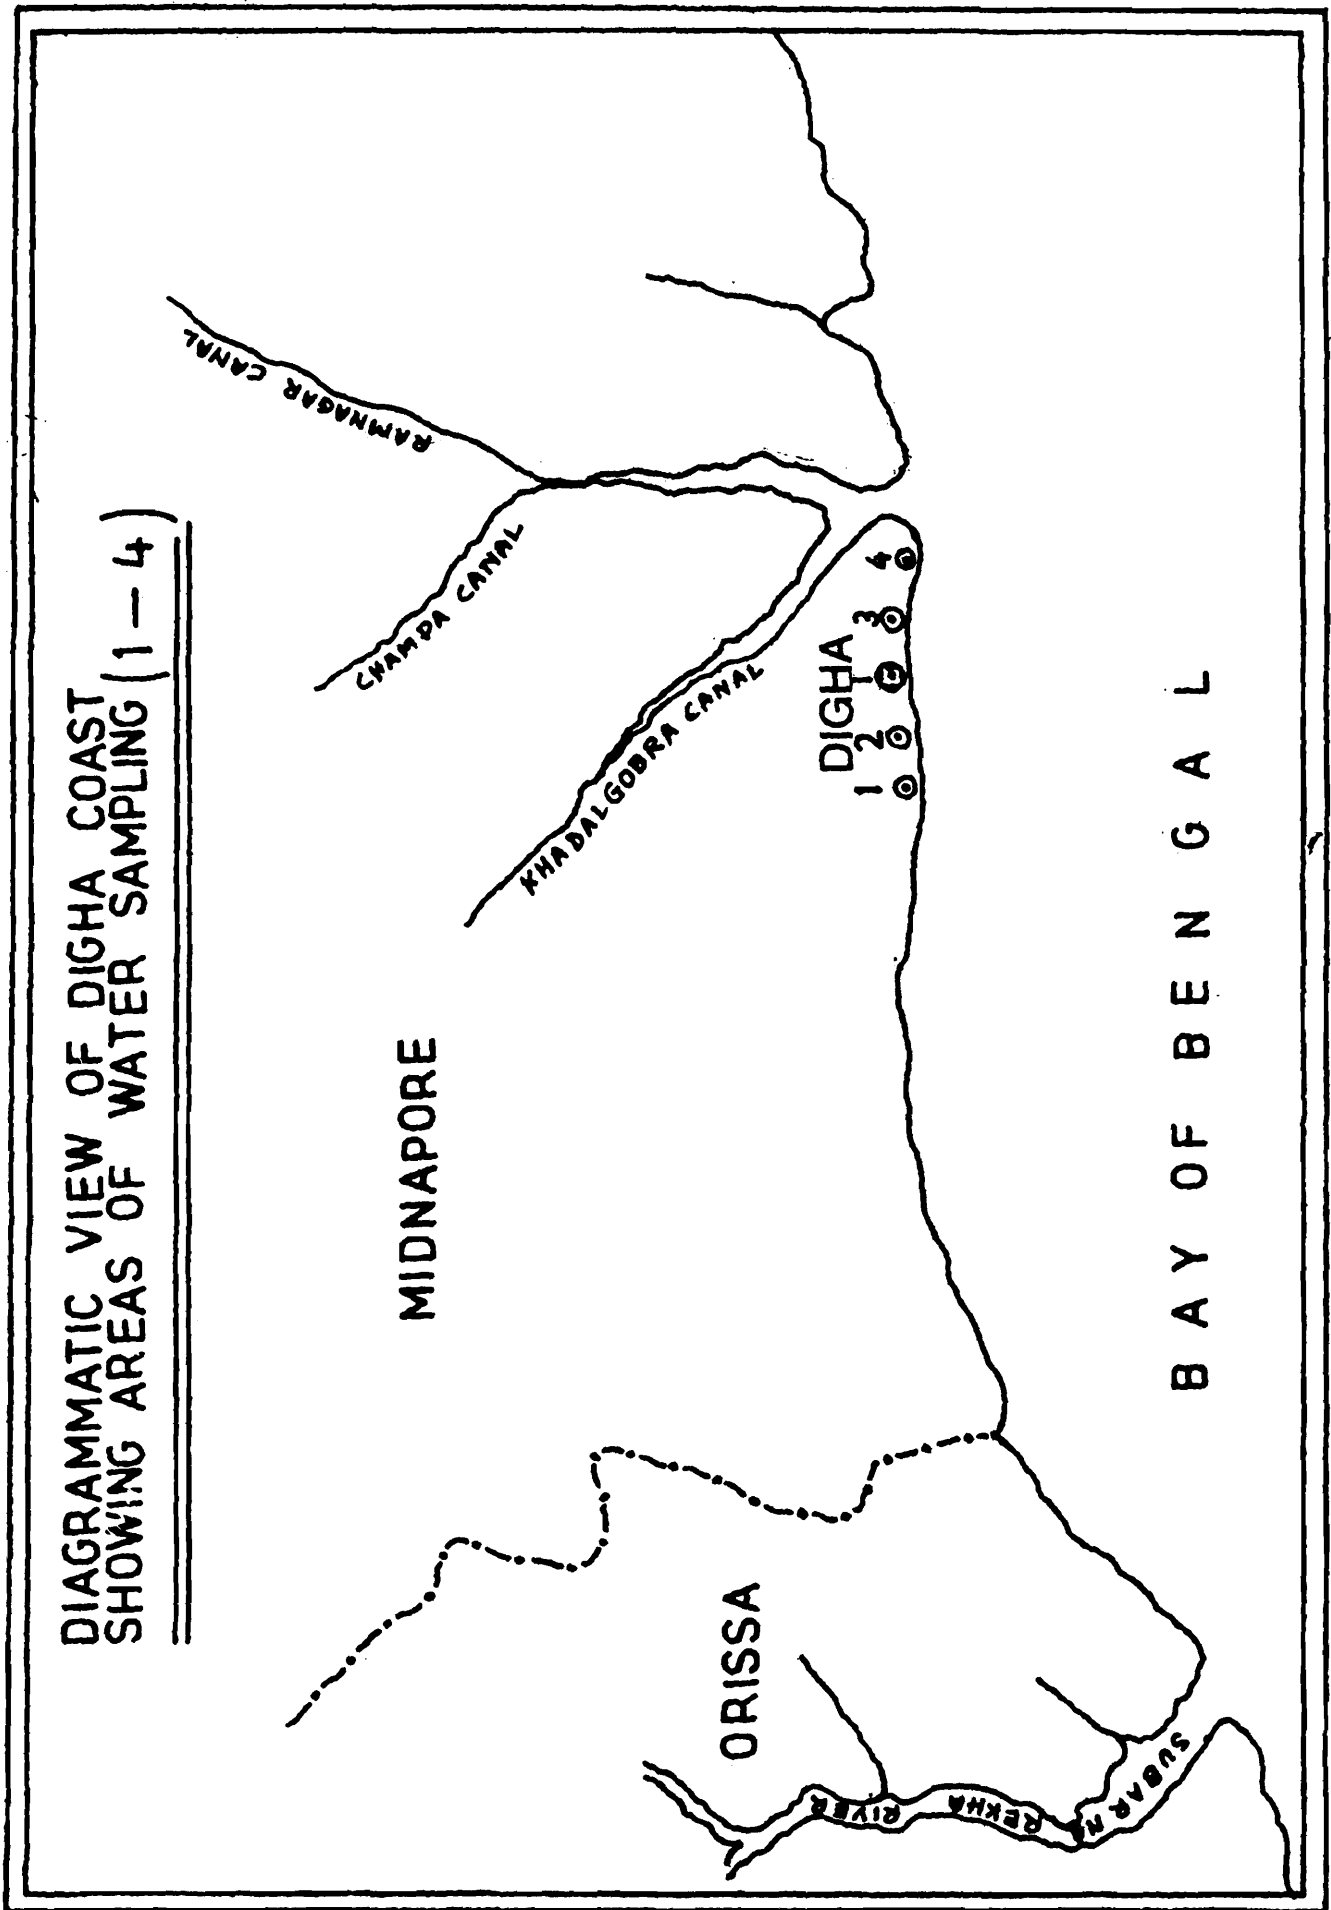 DIAGRAMMATIC VIEW OF DIGHA COAST
SHOWING AREAS OF WATER SAMPLING (1-4)
RAMNAGAR CANAL
CHAMPA CANAL
KHADALGOBRA CANAL
MIDNAPORE
DIGHA
1 2 1 3 4
ORISSA
SUBARNA REKHA RIVER
BAY OF BENGAL